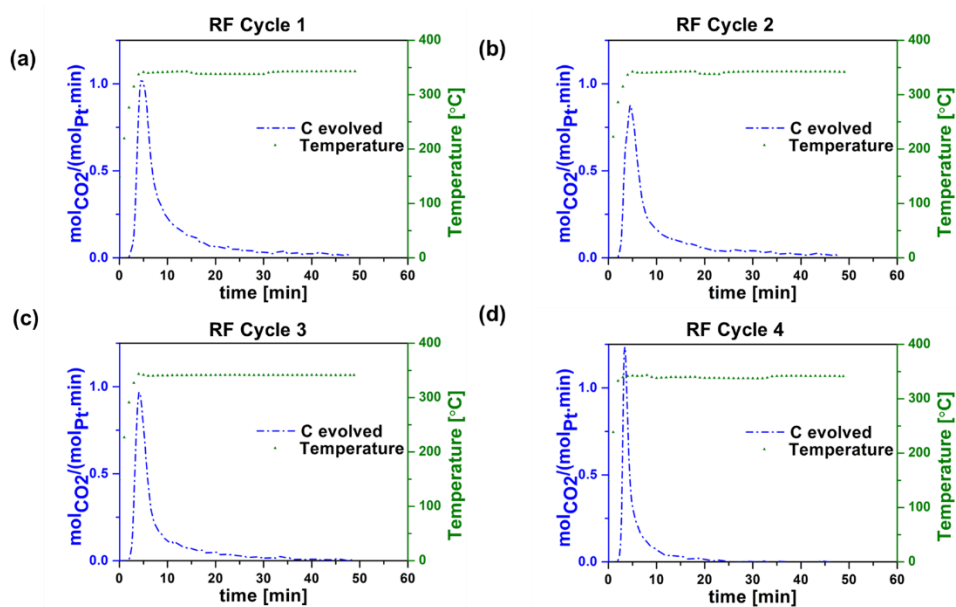 (a)
RF Cycle 1
1.0
0.5
0.0
molCO2/(molPt.min)
C evolved
Temperature
400
300
200
100
0
Temperature [°C]
0 10 20 30 40 50 60
time [min]
(b)
RF Cycle 2
1.0
0.5
0.0
molCO2/(molPt.min)
C evolved
Temperature
400
300
200
100
0
Temperature [°C]
0 10 20 30 40 50 60
time [min]
(c)
RF Cycle 3
1.0
0.5
0.0
molCO2/(molPt.min)
C evolved
Temperature
400
300
200
100
0
Temperature [°C]
0 10 20 30 40 50 60
time [min]
(d)
RF Cycle 4
1.0
0.5
0.0
molCO2/(molPt.min)
C evolved
Temperature
400
300
200
100
0
Temperature [°C]
0 10 20 30 40 50 60
time [min]